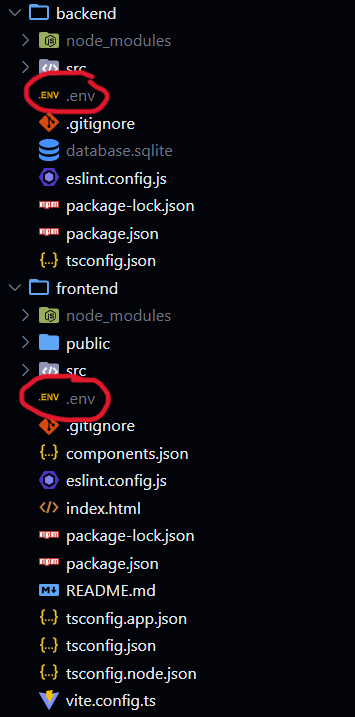 backend
node_modules
src
.ENV .env
.gitignore
database.sqlite
eslint.config.js
npm package-lock.json
npm package.json
{...} tsconfig.json
frontend
node_modules
public
src
.ENV .env
.gitignore
{...} components.json
eslint.config.js
index.html
npm package-lock.json
npm package.json
README.md
{...} tsconfig.app.json
{...} tsconfig.json
{...} tsconfig.node.json
vite.config.ts